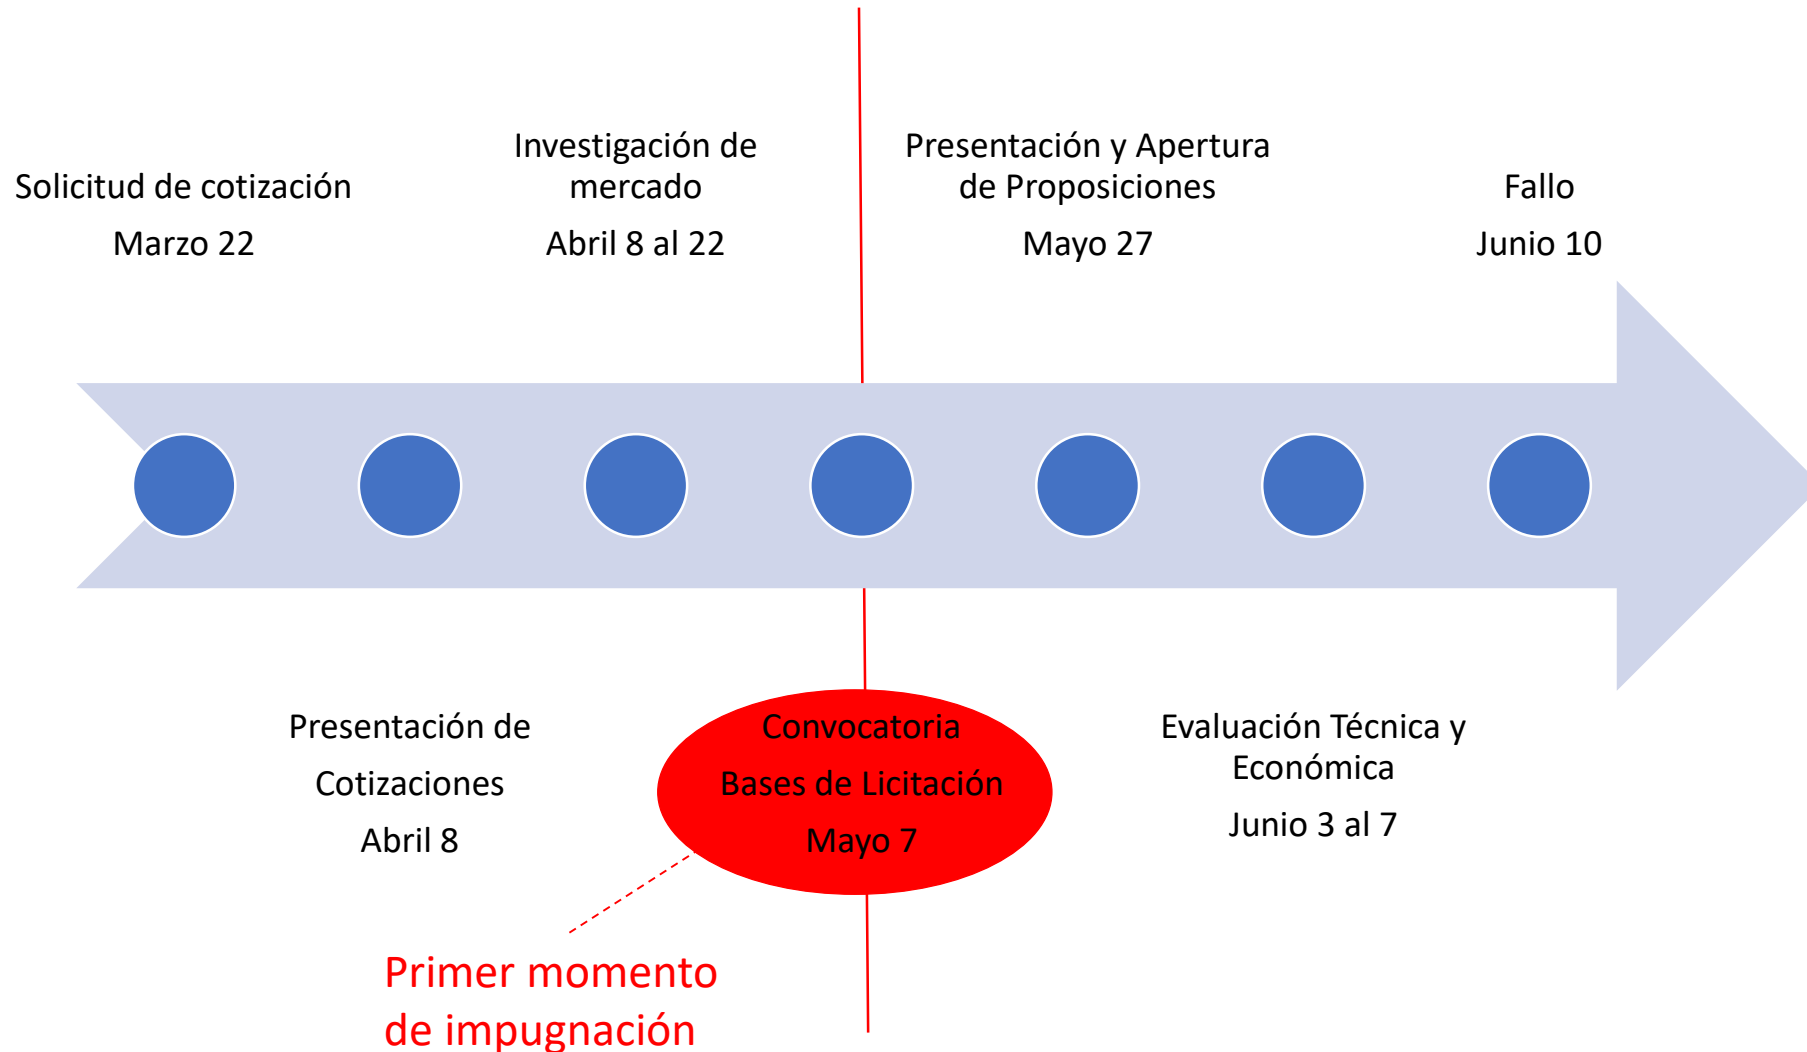 Solicitud de cotización
Marzo 22
Investigación de
mercado
Abril 8 al 22
Presentación y Apertura
de Proposiciones
Mayo 27
Fallo
Junio 10
Presentación de
Cotizaciones
Abril 8
Convocatoria
Bases de Licitación
Mayo 7
Evaluación Técnica y
Económica
Junio 3 al 7
Primer momento
de impugnación